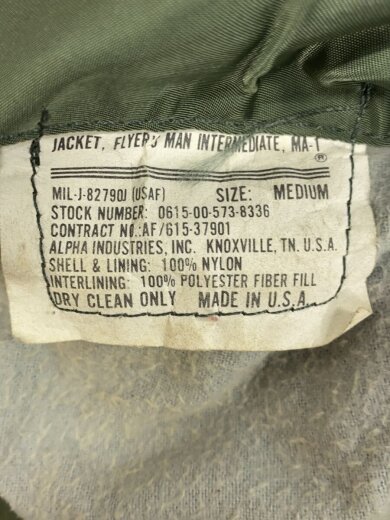 JACKET, FLYER'S MAN INTERMEDIATE, MA-1
®
MIL-J-8279OJ (USAF) SIZE: MEDIUM
STOCK NUMBER: 0615-00-573-8336
CONTRACT NO.: AF/615-37901
ALPHA INDUSTRIES, INC. KNOXVILLE, TN. U.S.A.
SHELL & LINING: 100% NYLON
INTERLINING: 100% POLYESTER FIBER FILL
DRY CLEAN ONLY MADE IN U.S.A.